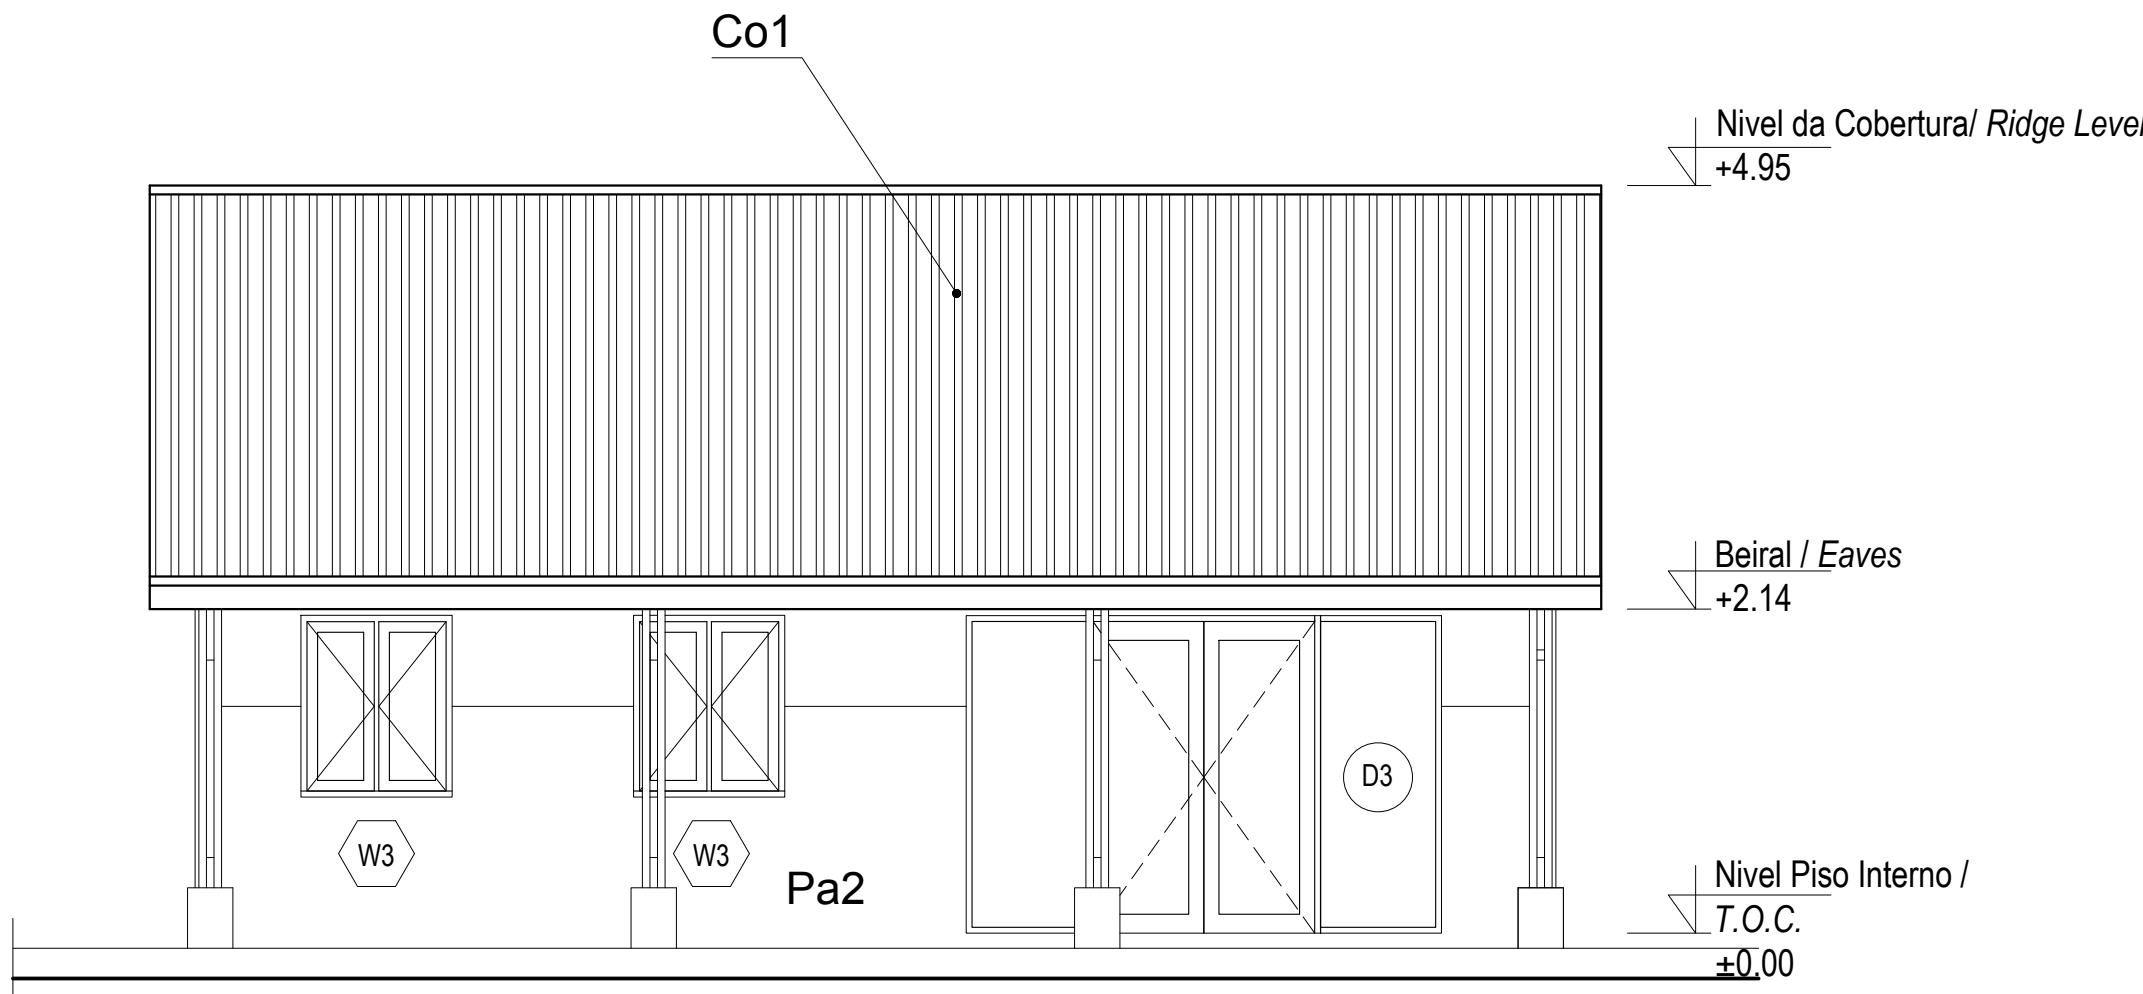 Co1
Nivel da Cobertura/ Ridge Level
+4.95
Beiral / Eaves
+2.14
D3
W3
W3
Pa2
Nivel Piso Interno /
T.O.C.
±0.00